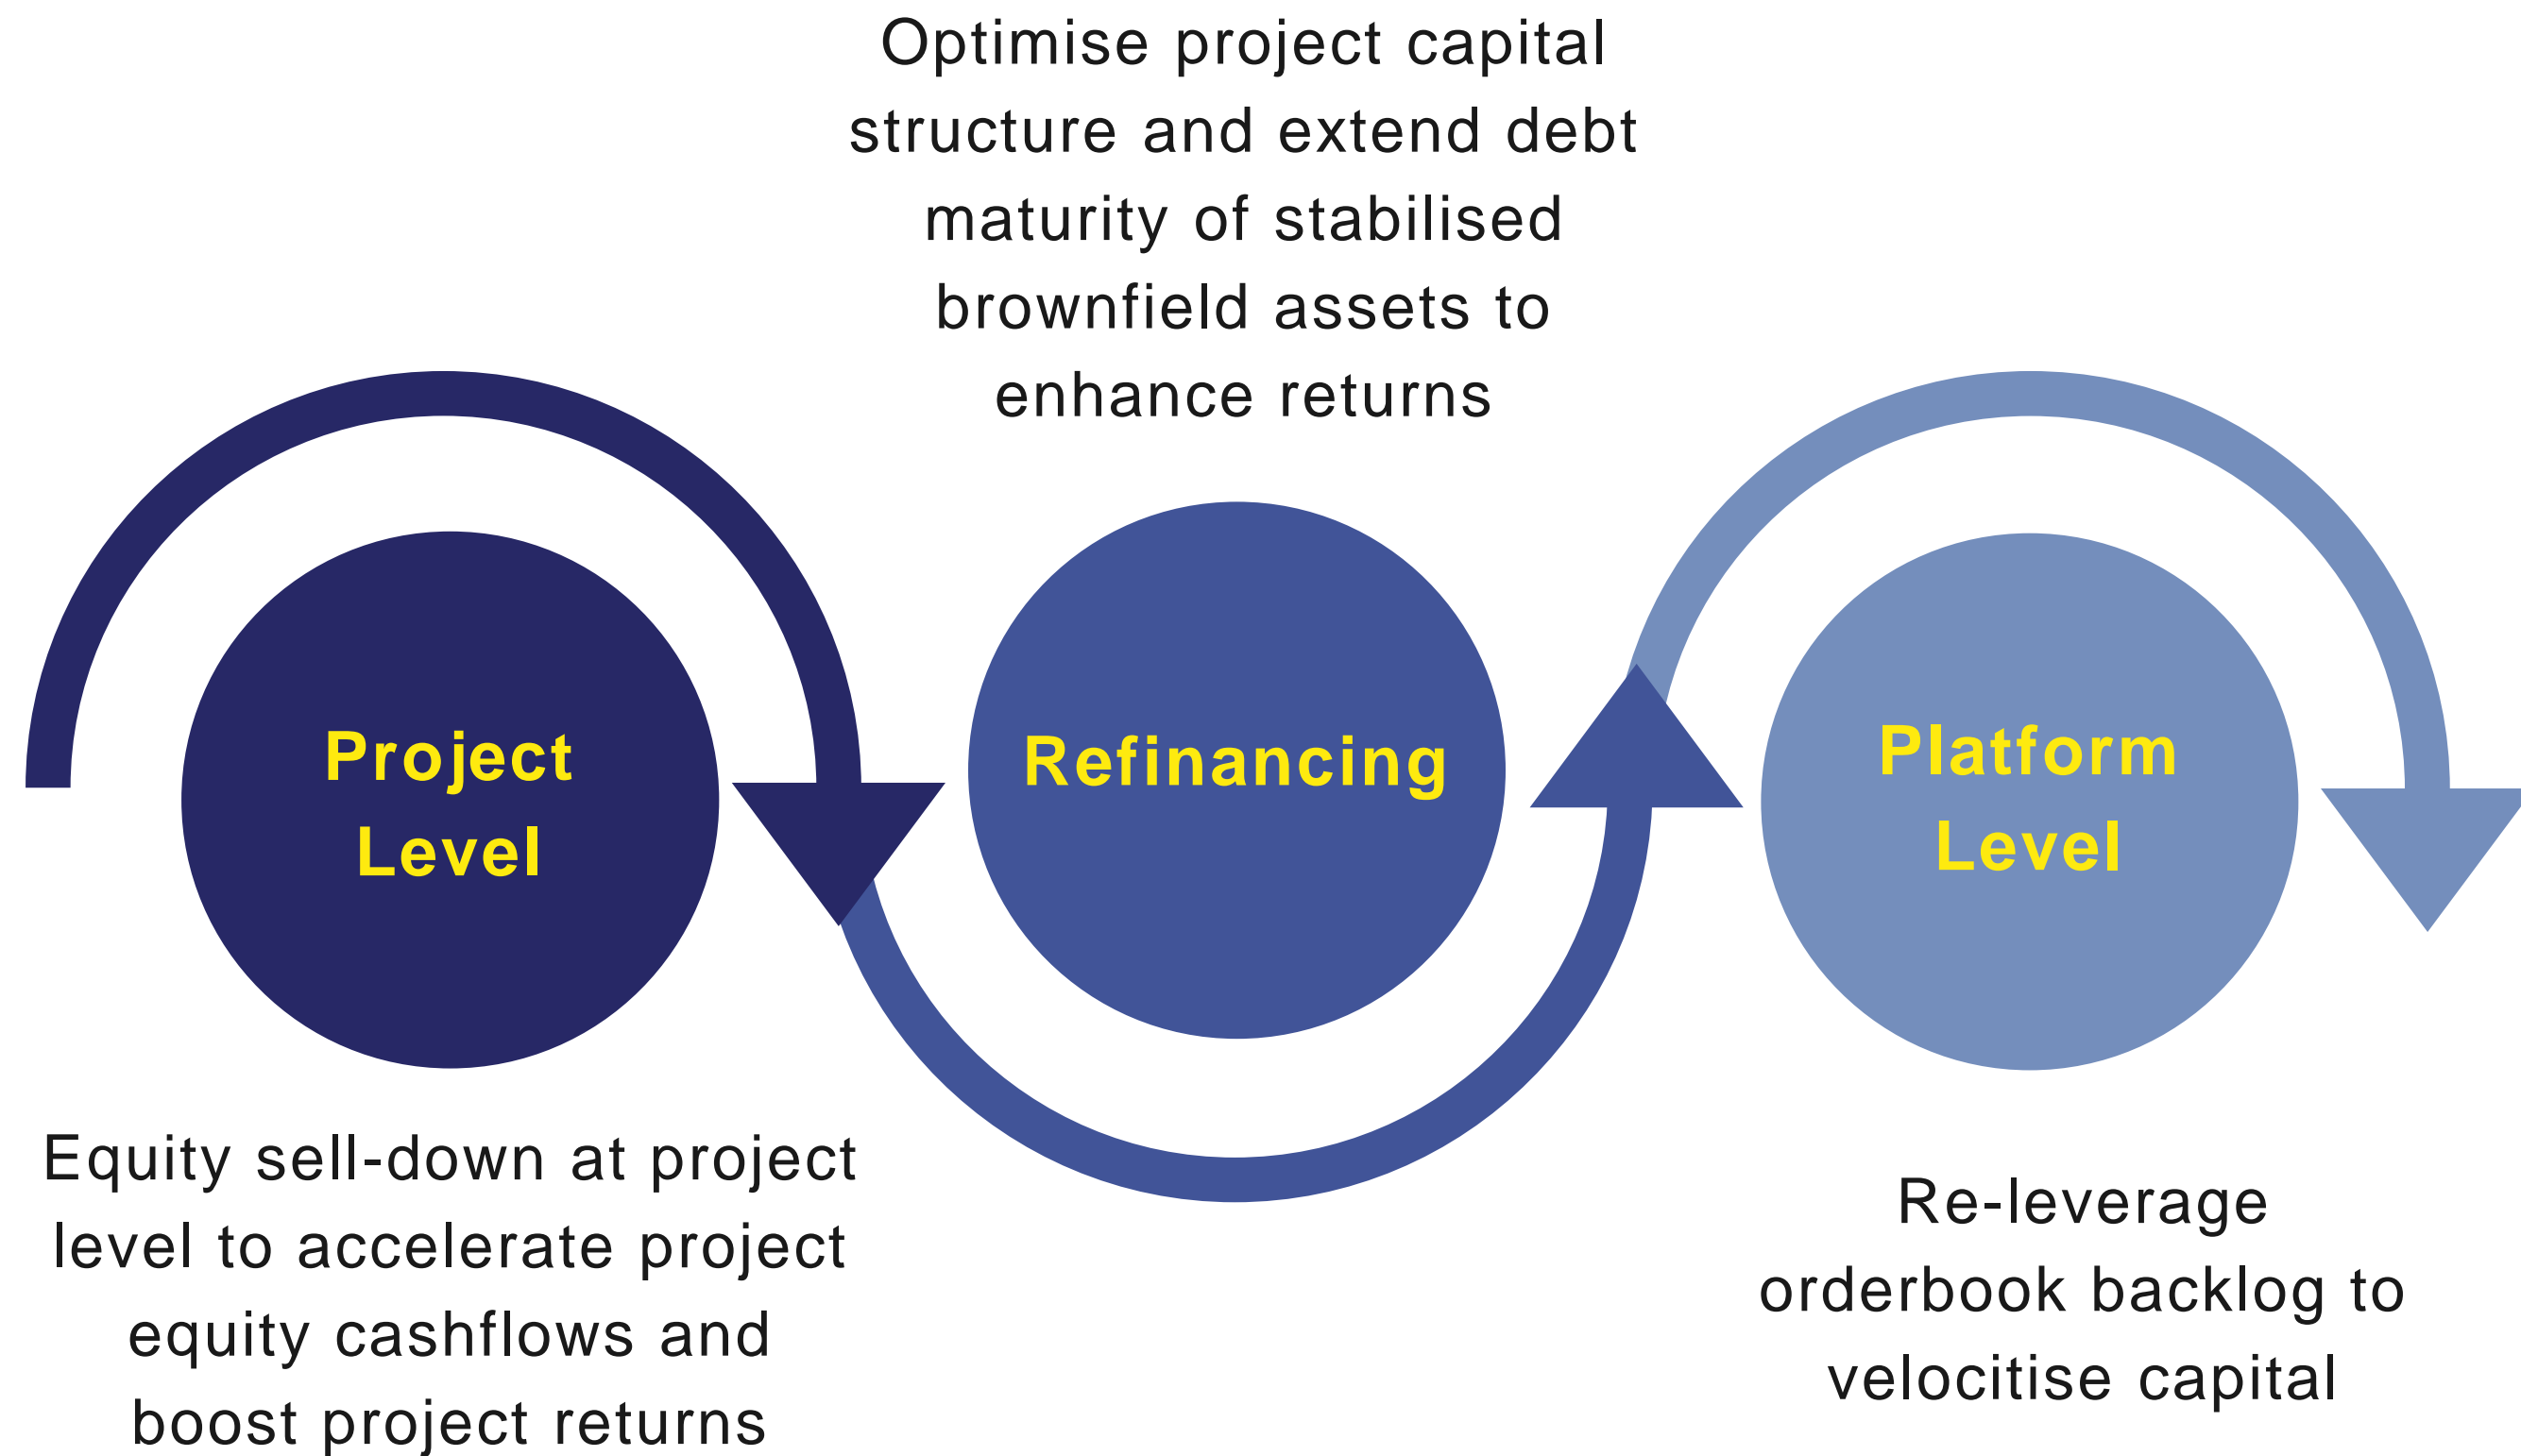 Optimise project capital
structure and extend debt
maturity of stabilised
brownfield assets to
enhance returns
Project
Level
Refinancing
Platform
Level
Equity sell-down at project
level to accelerate project
equity cashflows and
boost project returns
Re-leverage
orderbook backlog to
velocitise capital